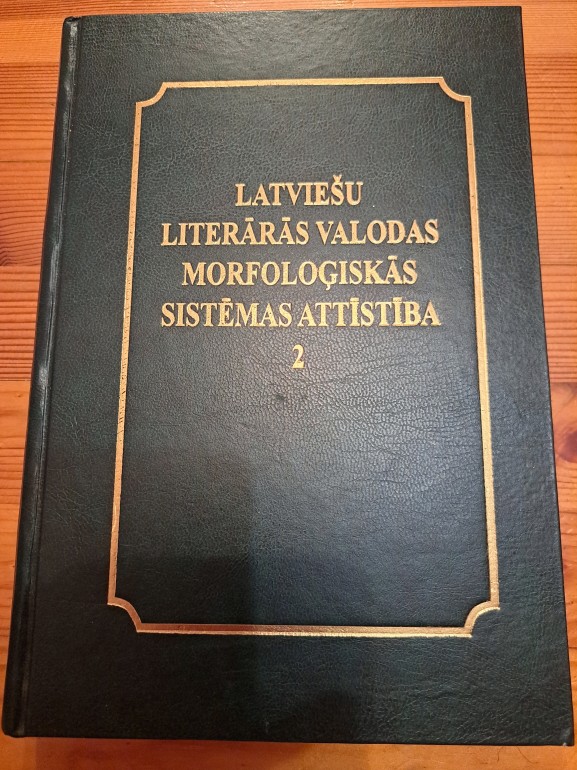 LATVIEŠU
LITERĀRĀS VALODAS
MORFOLOĢISKĀS
SISTĒMAS ATTĪSTĪBA
2